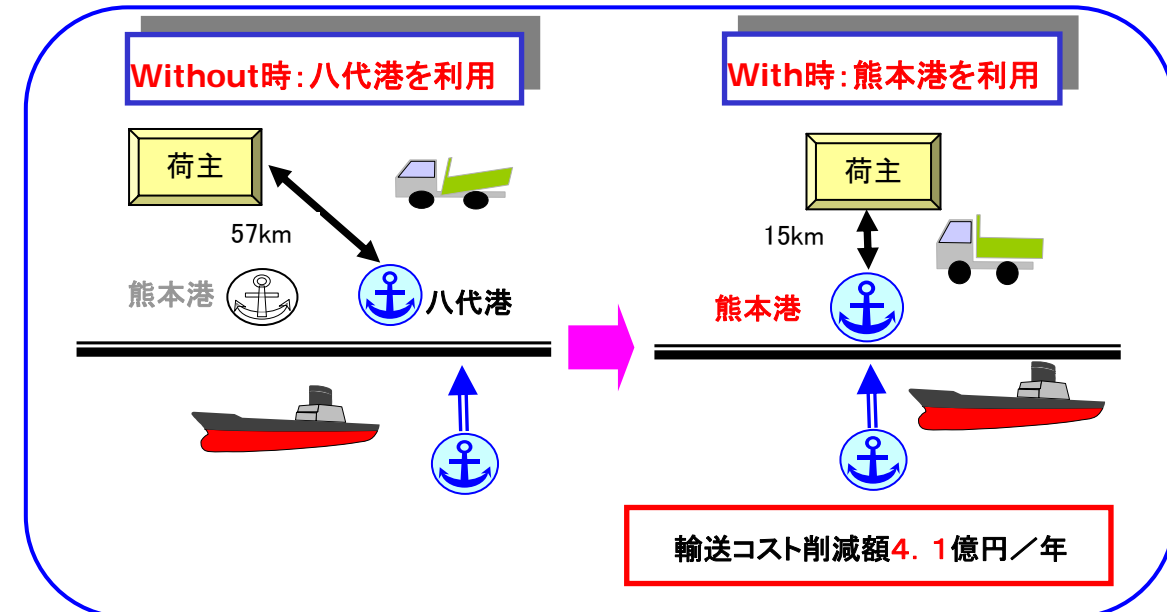 Without時:八代港を利用
With時:熊本港を利用
荷主
57km
熊本港
八代港
荷主
15km
熊本港
輸送コスト削減額4.1億円/年